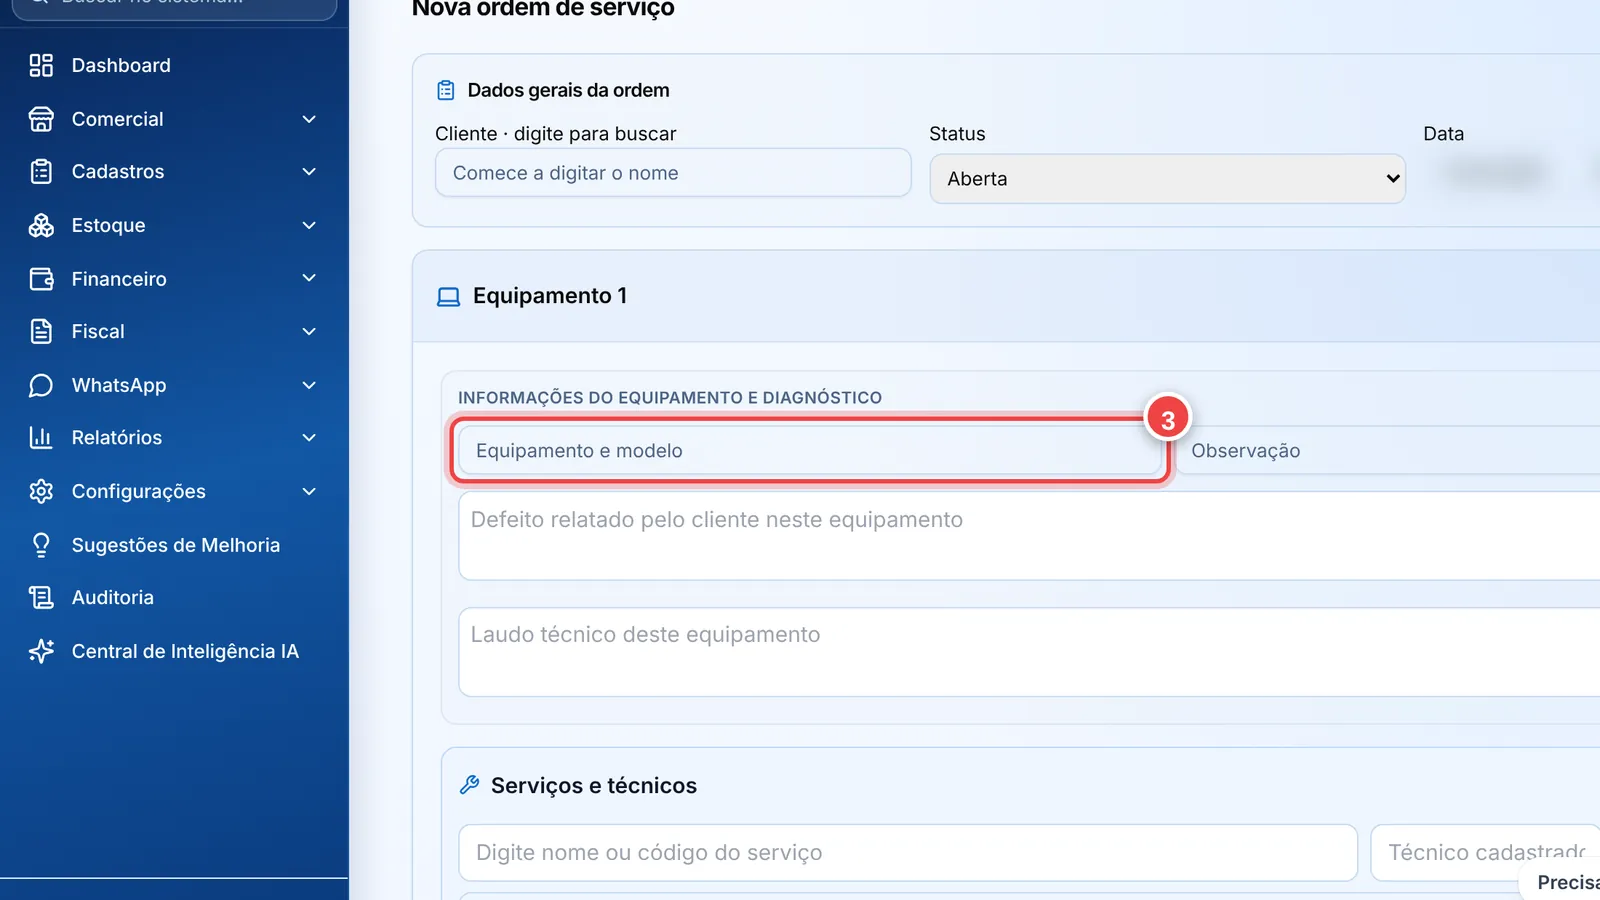 Nova ordem de serviço
Dashboard
Comercial
Cadastros
Estoque
Financeiro
Fiscal
WhatsApp
Relatórios
Configurações
Sugestões de Melhoria
Auditoria
Central de Inteligência IA
Dados gerais da ordem
Cliente · digite para buscar
Comece a digitar o nome
Status
Aberta
Data
Equipamento 1
INFORMAÇÕES DO EQUIPAMENTO E DIAGNÓSTICO
3
Equipamento e modelo
Observação
Defeito relatado pelo cliente neste equipamento
Laudo técnico deste equipamento
Serviços e técnicos
Digite nome ou código do serviço
Técnico cadastrado